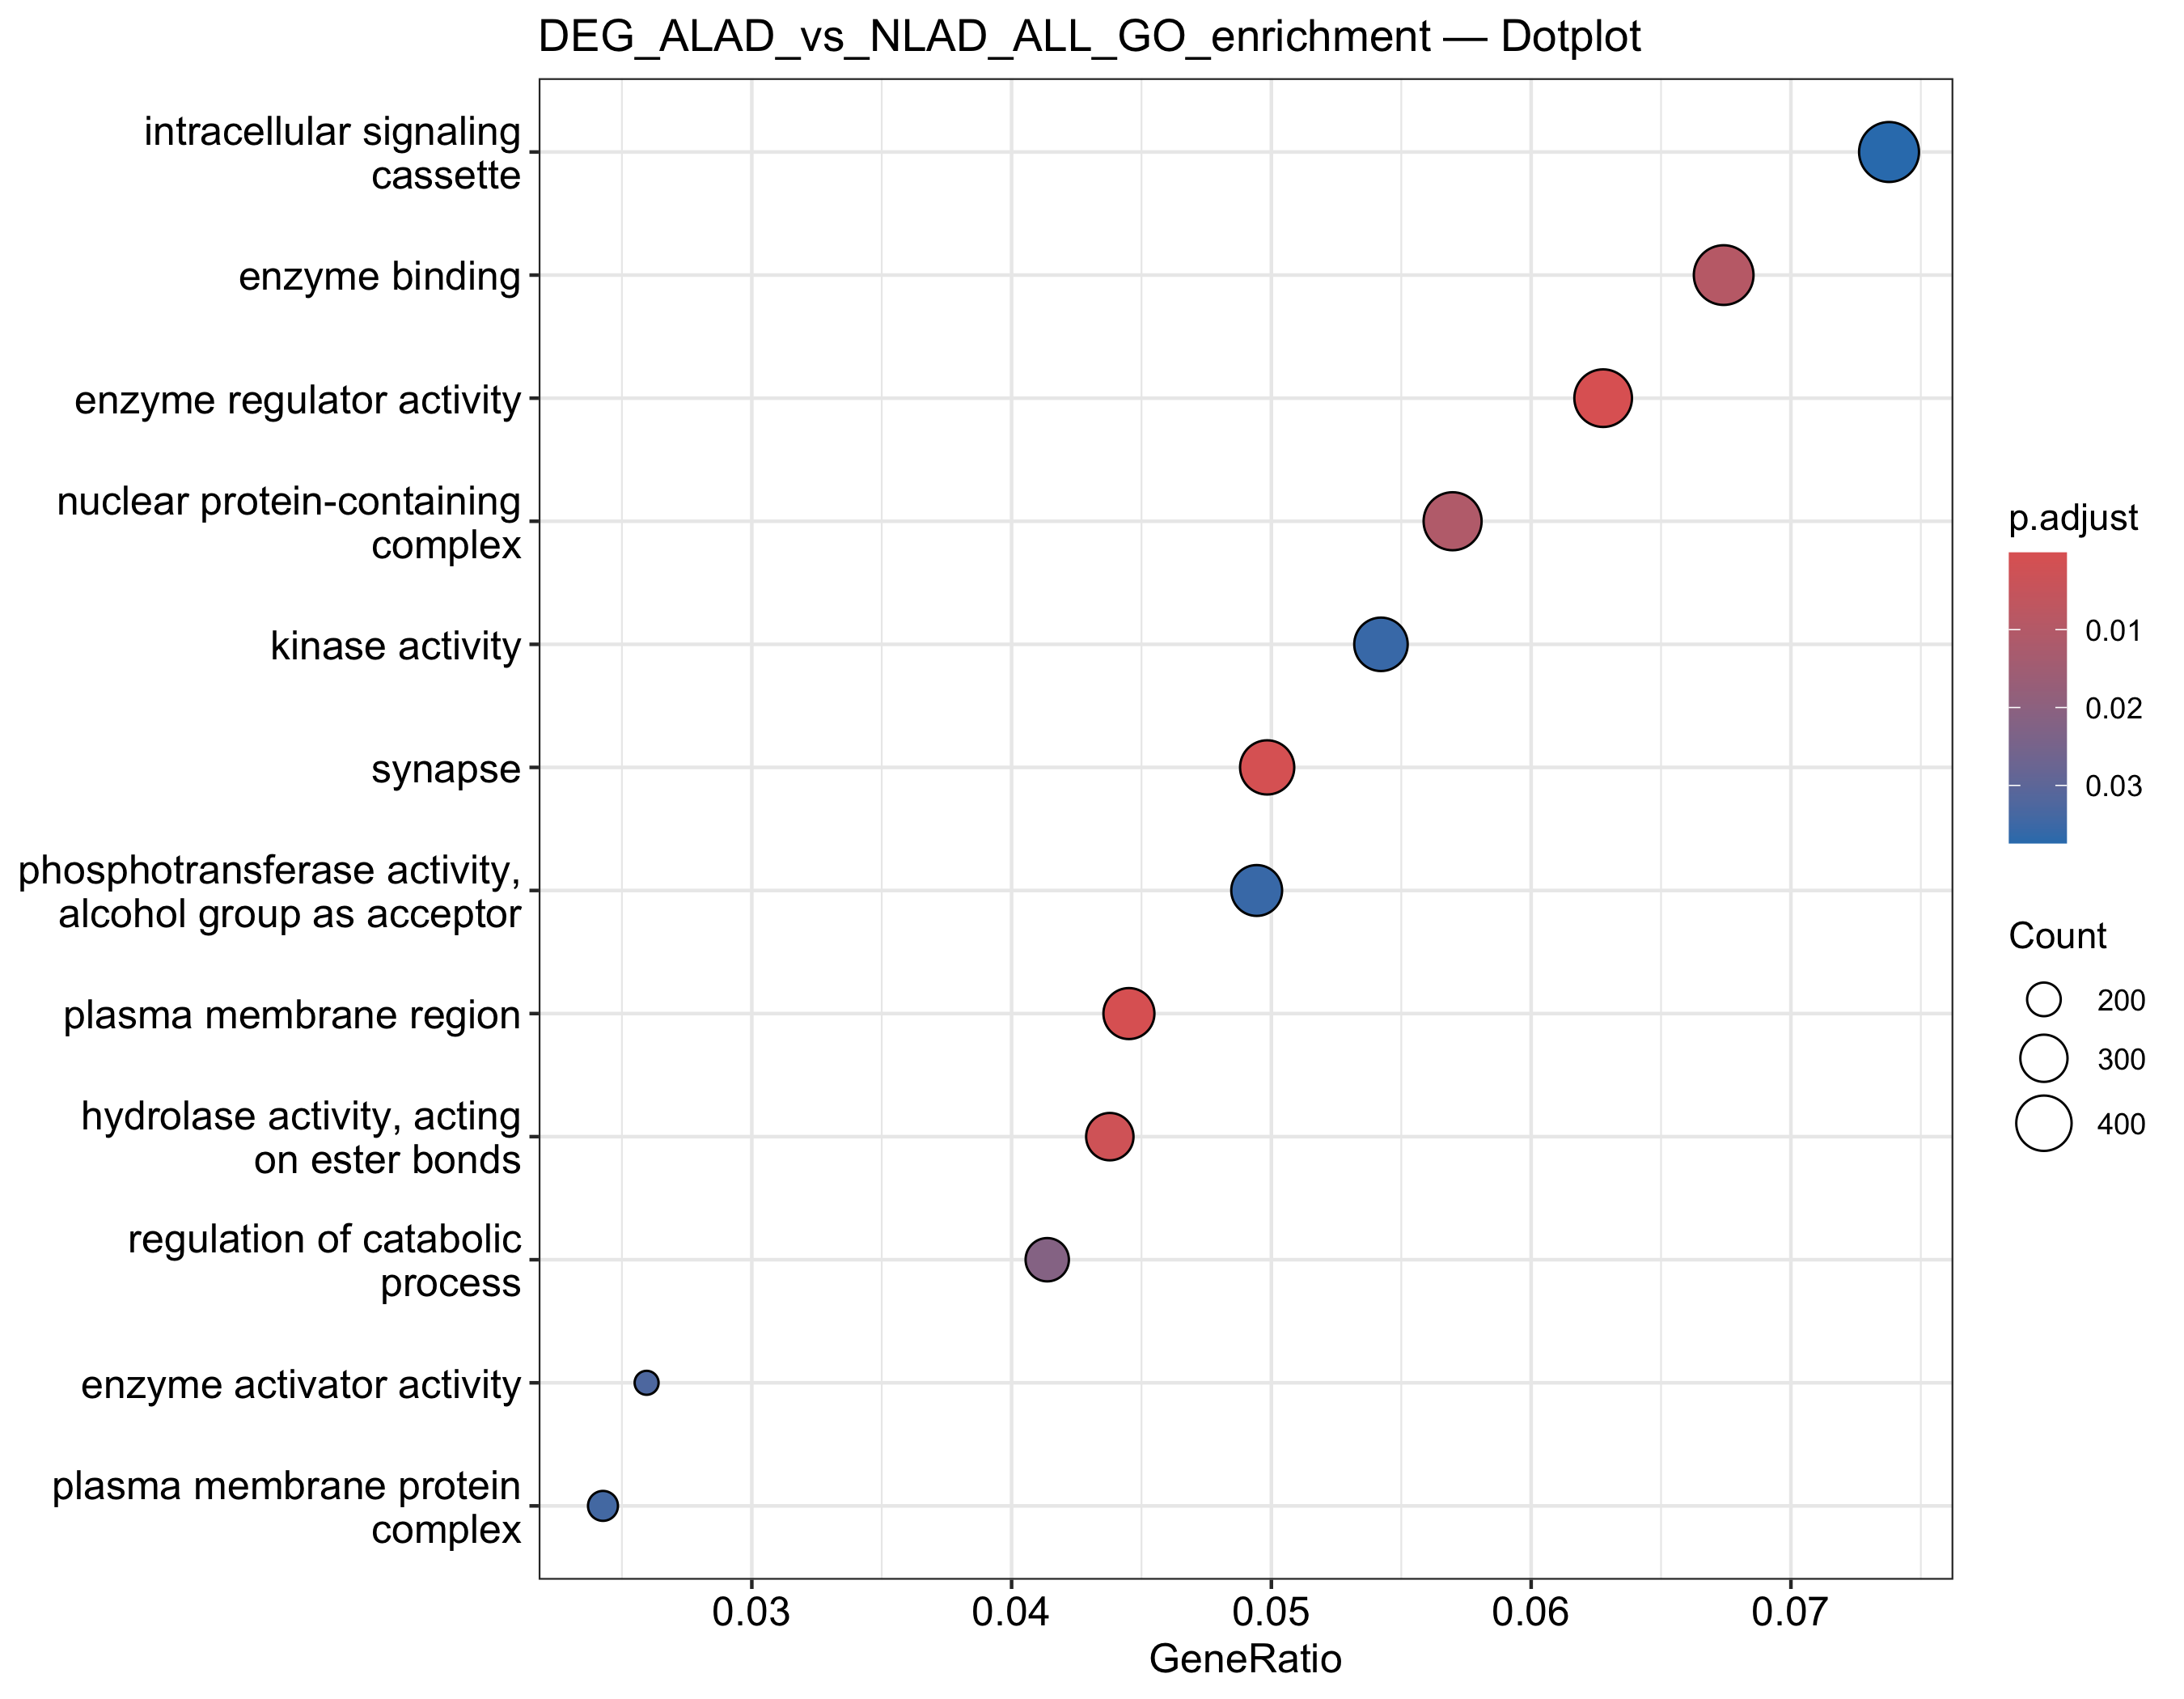 DEG_ALAD_vs_NLAD_ALL_GO_enrichment — Dotplot
intracellular signaling
cassette
enzyme binding
enzyme regulator activity
nuclear protein-containing
complex
kinase activity
synapse
phosphotransferase activity,
alcohol group as acceptor
plasma membrane region
hydrolase activity, acting
on ester bonds
regulation of catabolic
process
enzyme activator activity
plasma membrane protein
complex
0.03
0.04
0.05
0.06
0.07
GeneRatio
p.adjust
0.01
0.02
0.03
Count
200
300
400